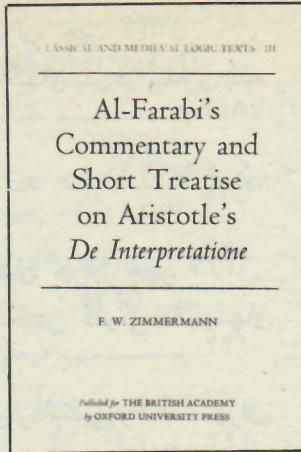 CLASSICAL AND MEDIEVAL LOGIC TEXTS · III
Al-Farabi's
Commentary and
Short Treatise
on Aristotle's
De Interpretatione
F. W. ZIMMERMANN
Published for THE BRITISH ACADEMY
by OXFORD UNIVERSITY PRESS